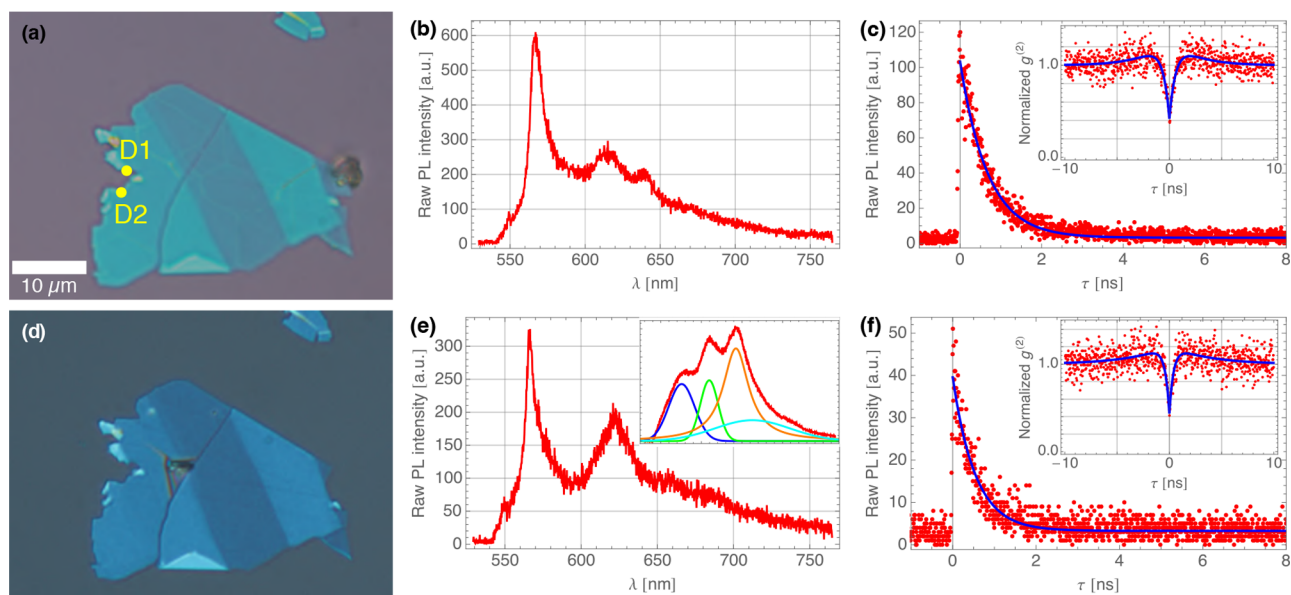 (a)
D1
D2
10 μm
(b)
Raw PL intensity [a.u.]
600
500
400
300
200
100
0
550
600
650
700
750
λ [nm]
(c)
Raw PL intensity [a.u.]
120
100
80
60
40
20
0
0
2
4
6
8
τ [ns]
Normalized g(2)
1.0
0.0
−10
0
10
τ [ns]
(d)
(e)
Raw PL intensity [a.u.]
300
250
200
150
100
50
0
550
600
650
700
750
λ [nm]
(f)
Raw PL intensity [a.u.]
50
40
30
20
10
0
0
2
4
6
8
τ [ns]
Normalized g(2)
1.0
0.0
−10
0
10
τ [ns]